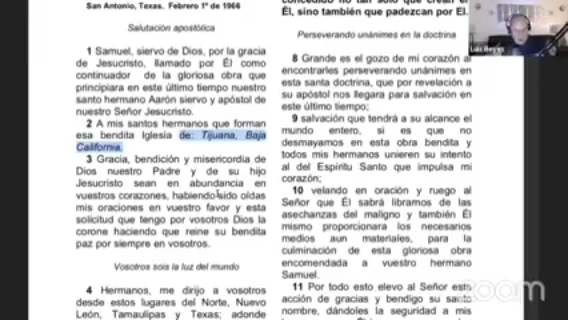 San Antonio, Texas. Febrero 1º de 1966
Salutación apostólica
1 Samuel, siervo de Dios, por la gracia
de Jesucristo, llamado por Él como
continuador de la gloriosa obra que
principiara en este último tiempo nuestro
santo hermano Aarón siervo y apóstol de
nuestro Señor Jesucristo.
2 A mis santos hermanos que forman
esa bendita Iglesia de: Tijuana, Baja
California.
3 Gracia, bendición y misericordia de
Dios nuestro Padre y de su hijo
Jesucristo sean en abundancia en
vuestros corazones, habiendo sido oídas
mis oraciones en vuestro favor y esta
solicitud que tengo por vosotros Dios la
corone haciendo que reine su bendita
paz por siempre en vosotros.
Vosotros sois la luz del mundo
4 Hermanos, me dirijo a vosotros
desde estos lugares del Norte, Nuevo
León, Tamaulipas y Texas; adonde
concedido no tan solo que crean en
Él, sino también que padezcan por El.
Perseverando unánimes en la doctrina
8 Grande es el gozo de mi corazón al
encontrarles perseverando unánimes en
esta santa doctrina, que por revelación a
su apóstol nos llegara para salvación en
este último tiempo;
9 salvación que tendrá a su alcance el
mundo entero, si es que no
desmayamos en esta obra bendita y
todos mis hermanos unieren su intento
al del Espíritu Santo que impulsa mi
corazón;
10 velando en oración y ruego al
Señor que Él sabrá librarnos de las
asechanzas del maligno y también Él
mismo proporcionara los necesarios
medios aun materiales, para la
culminación de esta gloriosa obra
encomendada a vuestro hermano
Samuel.
11 Por todo esto elevo al Señor esta
acción de gracias y bendigo su santo
nombre, dándoles la seguridad a mis
Luis Reyes
zoom